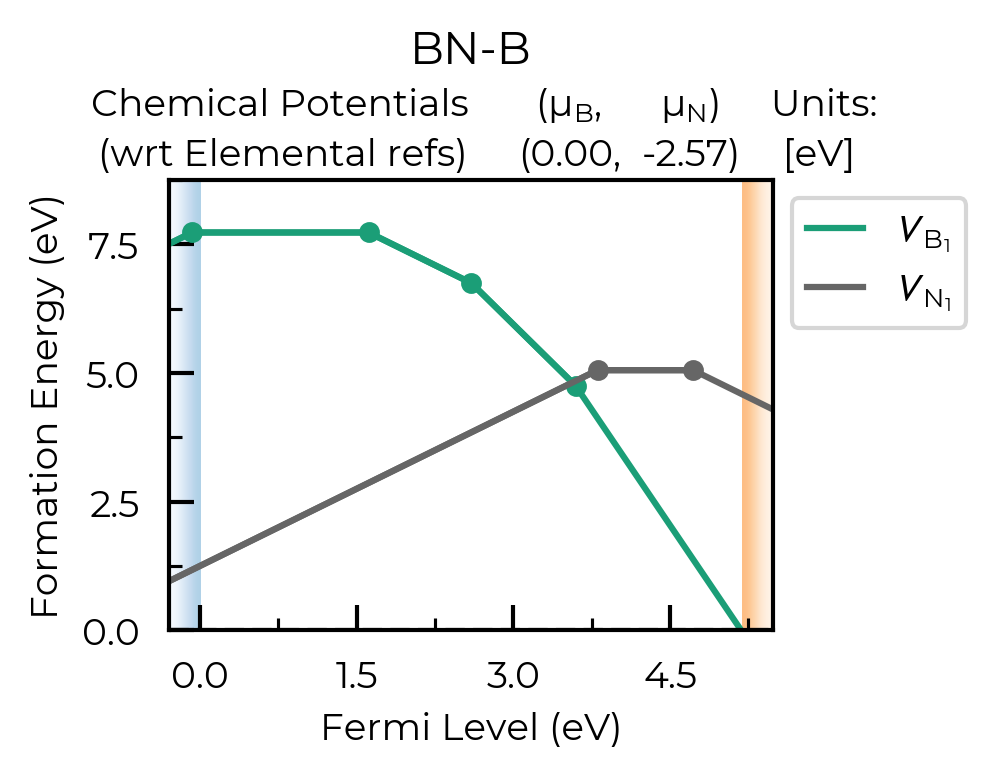 BN-B
Chemical Potentials (μB, μN) Units:
(wrt Elemental refs) (0.00, -2.57) [eV]
VB1
VN1
Formation Energy (eV)
7.5
5.0
2.5
0.0
0.0 1.5 3.0 4.5
Fermi Level (eV)